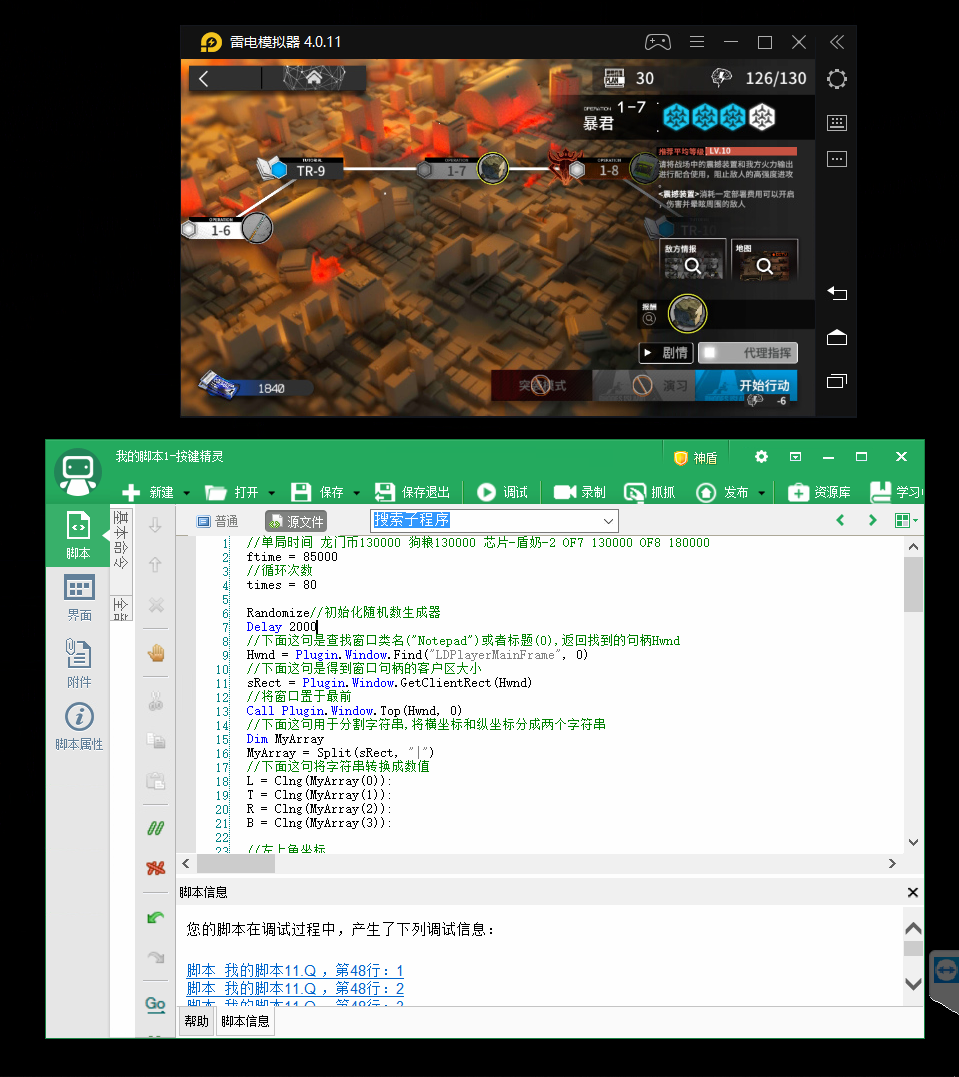 雷电模拟器 4.0.11
30
126/130
OPERATION
1-7
暴君
推荐平均等级 LV.10
请将战场中的震撼装置和我方火力输出
进行配合使用，阻止敌人的高强度进攻
<震撼装置>消耗一定部署费用可以开启
，伤害并晕眩周围的敌人
TUTORIAL
TR-9
OPERATION
1-7
OPERATION
1-8
OPERATION
1-6
TR-10
敌方情报
地图
报酬
剧情
代理指挥
1840
突袭模式
演习
开始行动
-6
我的脚本1-按键精灵
神盾
新建
打开
保存
保存退出
调试
录制
抓抓
发布
资源库
学习
脚本
界面
附件
脚本属性
基本命令
全
普通
源文件
搜索子程序
1 //单局时间 龙门币130000 狗粮130000 芯片-盾奶-2 OF7 130000 OF8 180000
2 ftime = 85000
3 //循环次数
4 times = 80
5
6 Randomize//初始化随机数生成器
7 Delay 2000
8 //下面这句是查找窗口类名("Notepad")或者标题(0),返回找到的句柄Hwnd
9 Hwnd = Plugin.Window.Find("LDPlayerMainFrame", 0)
10 //下面这句是得到窗口句柄的客户区大小
11 sRect = Plugin.Window.GetClientRect(Hwnd)
12 //将窗口置于最前
13 Call Plugin.Window.Top(Hwnd, 0)
14 //下面这句用于分割字符串,将横坐标和纵坐标分成两个字符串
15 Dim MyArray
16 MyArray = Split(sRect, "|")
17 //下面这句将字符串转换成数值
18 L = Clng(MyArray(0)):
19 T = Clng(MyArray(1)):
20 R = Clng(MyArray(2)):
21 B = Clng(MyArray(3)):
22
23 //左上角坐标
脚本信息
您的脚本在调试过程中，产生了下列调试信息：
脚本 我的脚本11.Q ，第48行：1
脚本 我的脚本11.Q ，第48行：2
脚本 我的脚本11.Q ，第48行：
Go
帮助
脚本信息